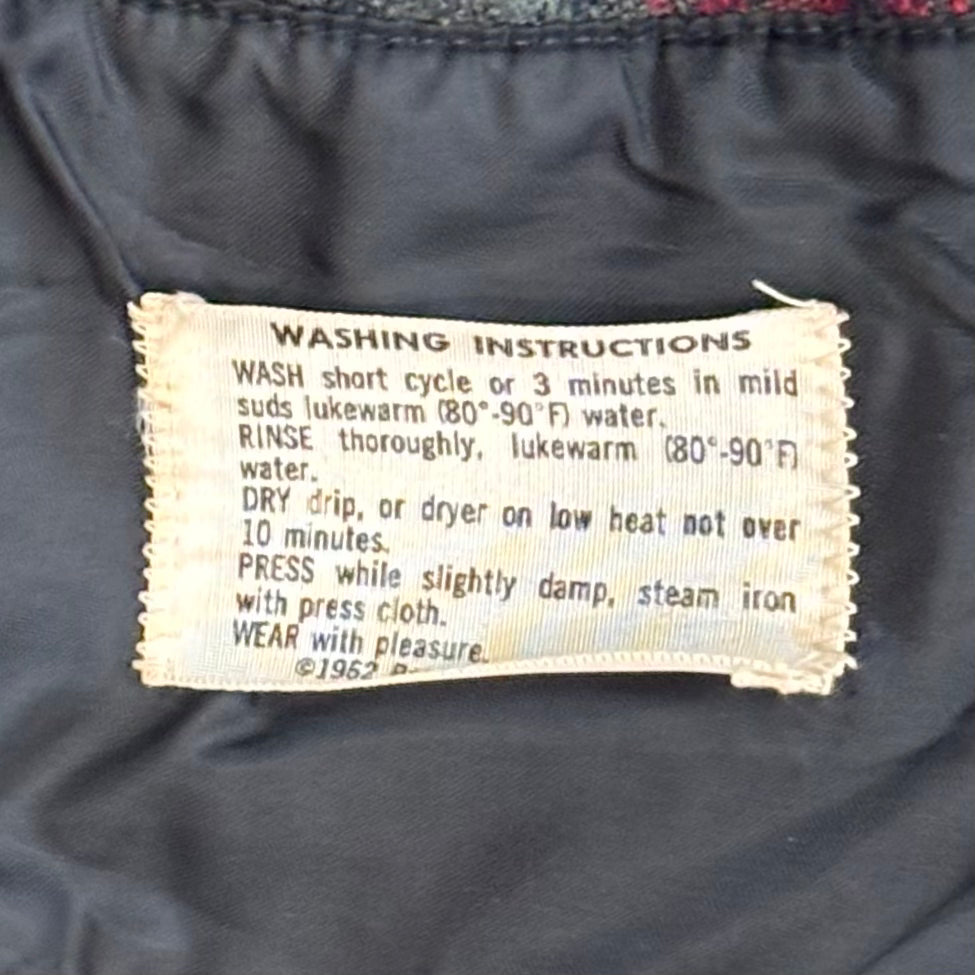 WASHING INSTRUCTIONS
WASH short cycle or 3 minutes in mild
suds lukewarm (80°-90°F) water.
RINSE thoroughly, lukewarm (80°-90°F)
water.
DRY drip, or dryer on low heat not over
10 minutes.
PRESS while slightly damp, steam iron
with press cloth.
WEAR with pleasure.
©1962